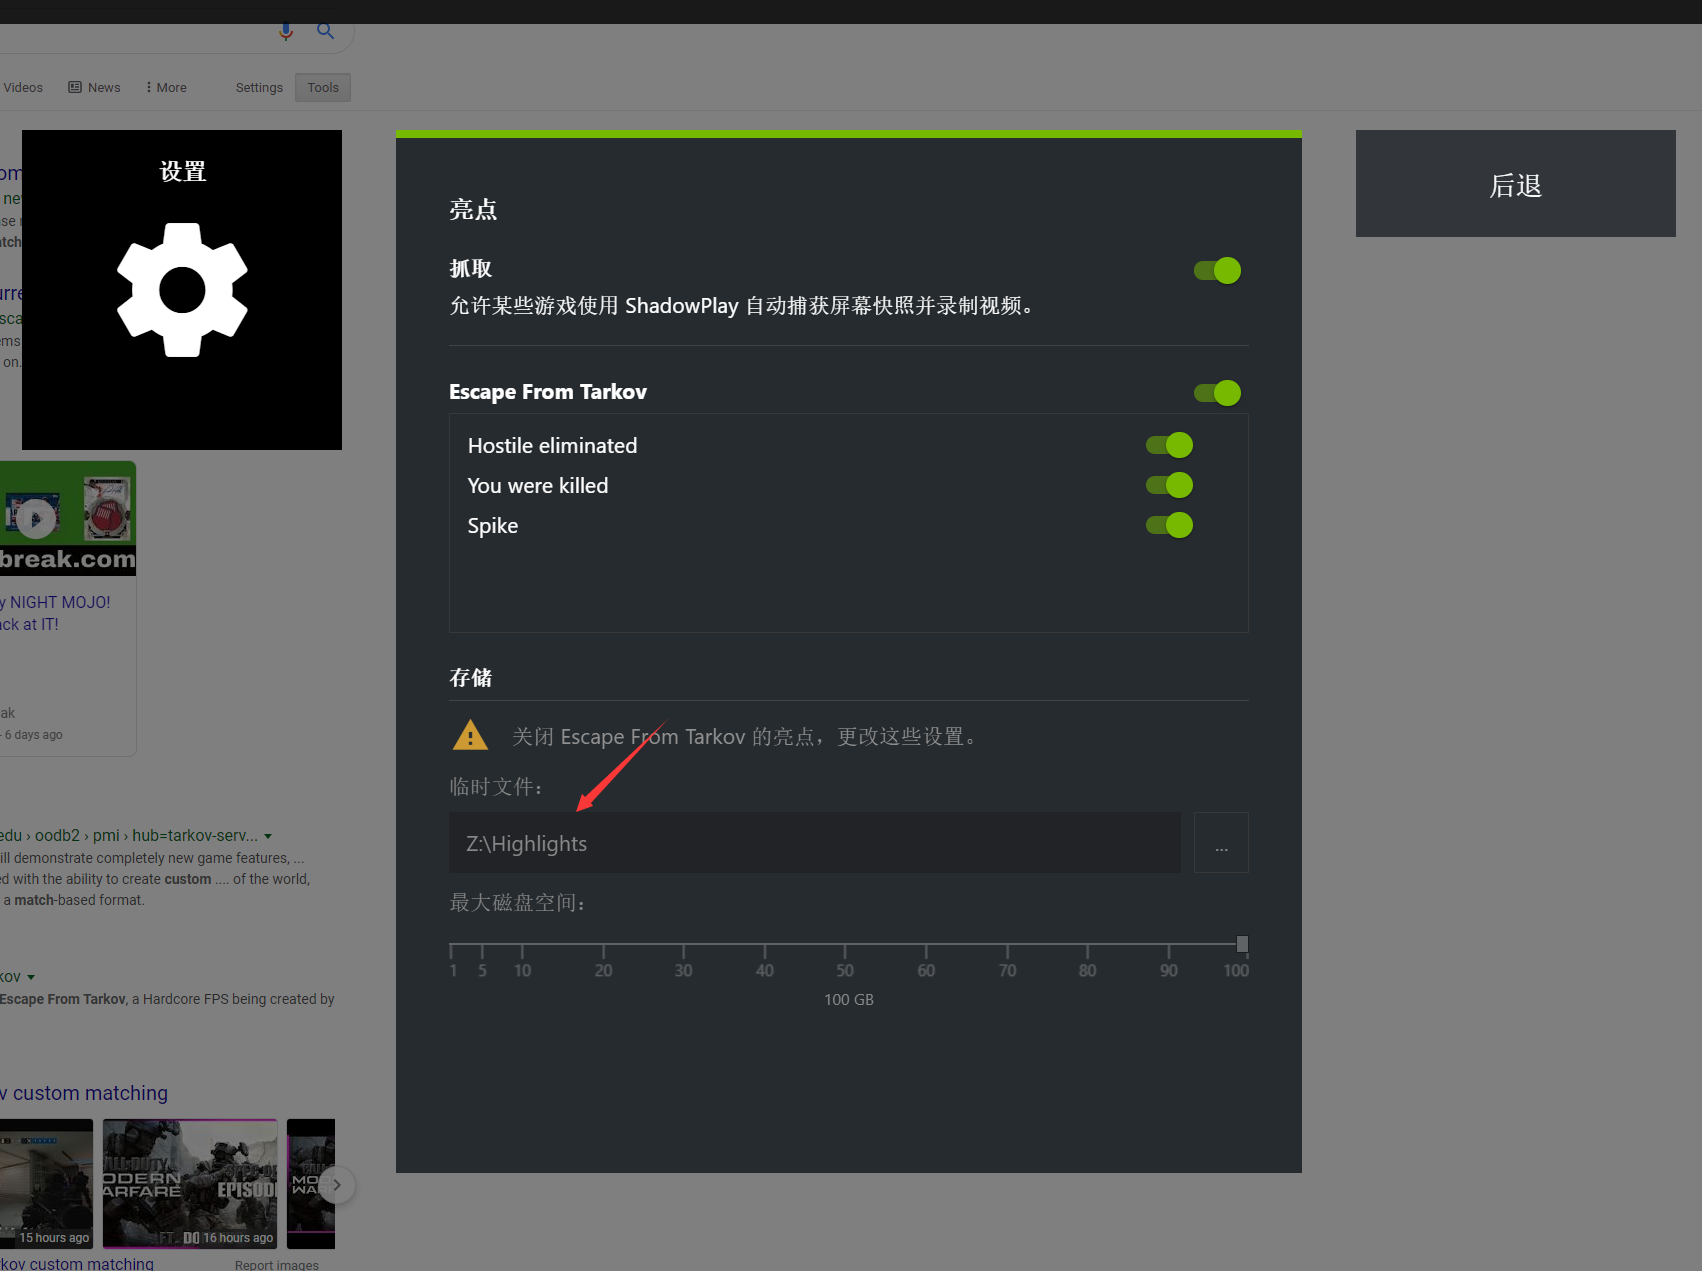 Videos
News
More
Settings
Tools
设置
亮点
抓取
允许某些游戏使用 ShadowPlay 自动捕获屏幕快照并录制视频。
Escape From Tarkov
Hostile eliminated
You were killed
Spike
存储
关闭 Escape From Tarkov 的亮点，更改这些设置。
临时文件：
Z:\Highlights
...
最大磁盘空间：
1 5 10 20 30 40 50 60 70 80 90 100
100 GB
后退
break.com
y NIGHT MOJO!
ack at IT!
ak
- 6 days ago
edu › oodb2 › pmi › hub=tarkov-serv...
ill demonstrate completely new game features, ...
ed with the ability to create custom .... of the world,
a match-based format.
kov
Escape From Tarkov, a Hardcore FPS being created by
v custom matching
MODERN
WARFARE
EPISODE
15 hours ago
16 hours ago
rkov custom matching
Report images